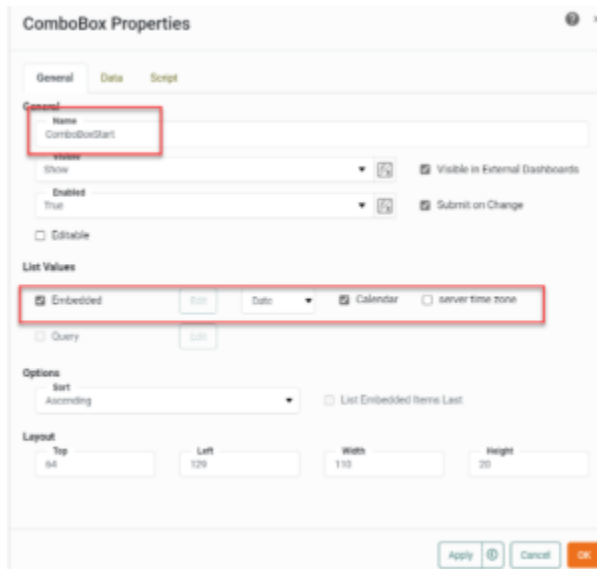 ComboBox Properties
General Data Script
General
Name
ComboBoxStart
Visible
Show
Visible in External Dashboards
Enabled
True
Submit on Change
Editable
List Values
Embedded Edit Date Calendar server time zone
Query Edit
Options
Sort
Ascending
List Embedded Items Last
Layout
Top Left Width Height
64 129 110 20
Apply Cancel OK